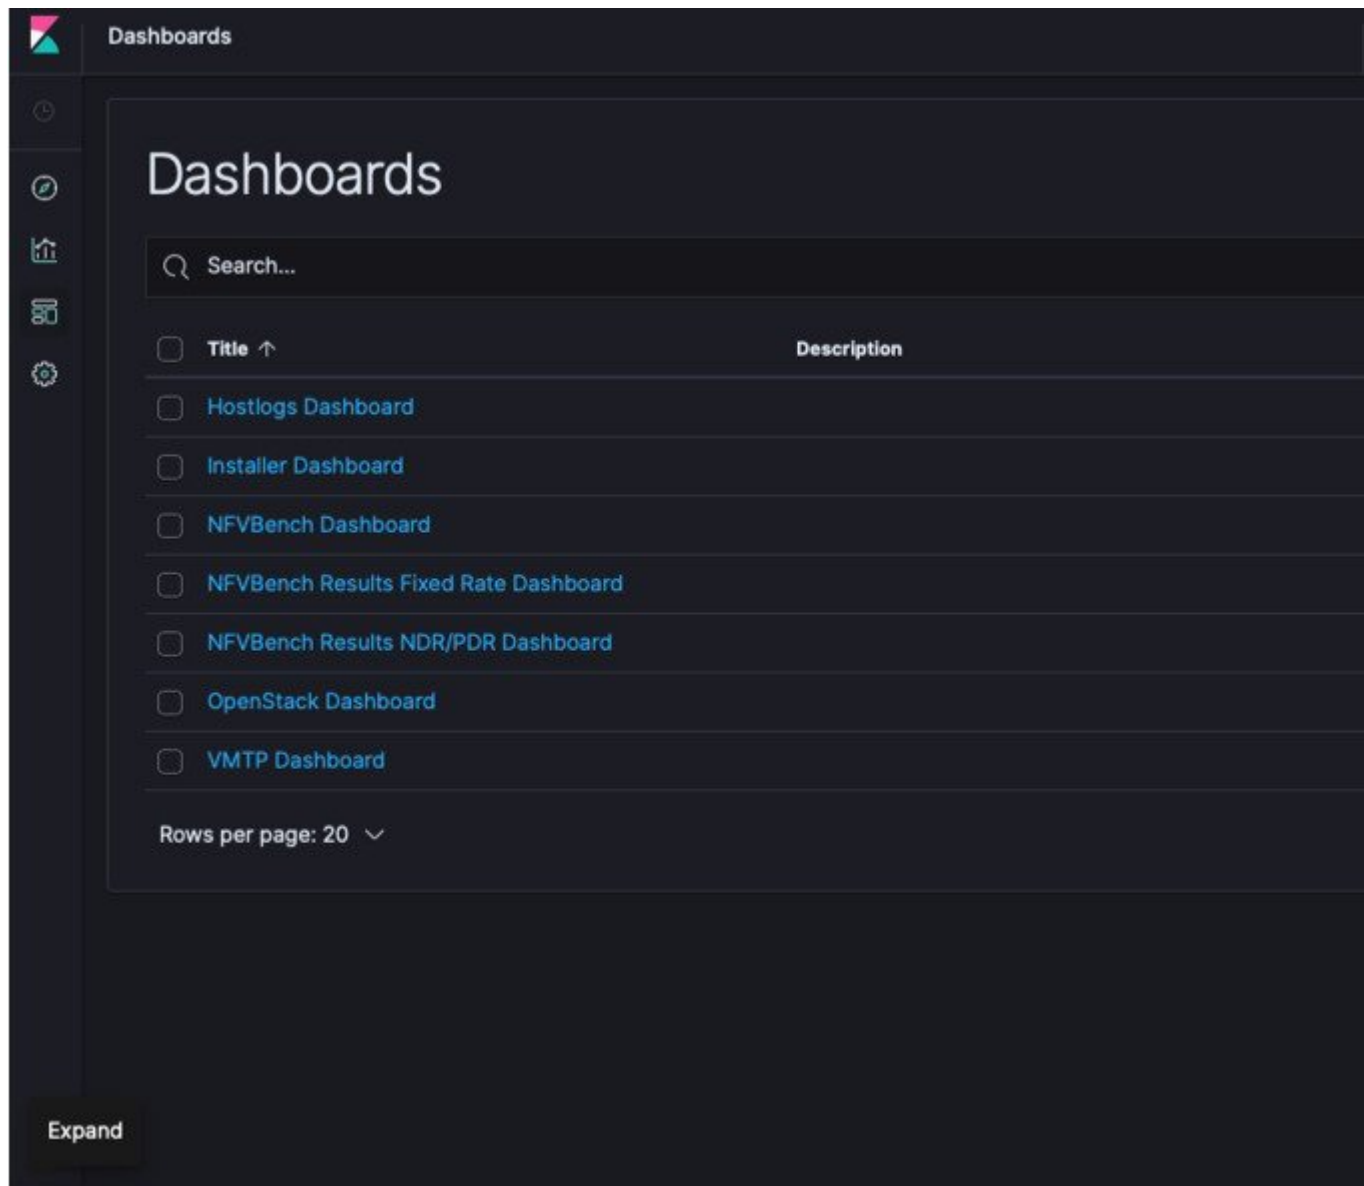 Dashboards
Dashboards
Search...
Title ↑ Description
Hostlogs Dashboard
Installer Dashboard
NFVBench Dashboard
NFVBench Results Fixed Rate Dashboard
NFVBench Results NDR/PDR Dashboard
OpenStack Dashboard
VMTP Dashboard
Rows per page: 20
Expand